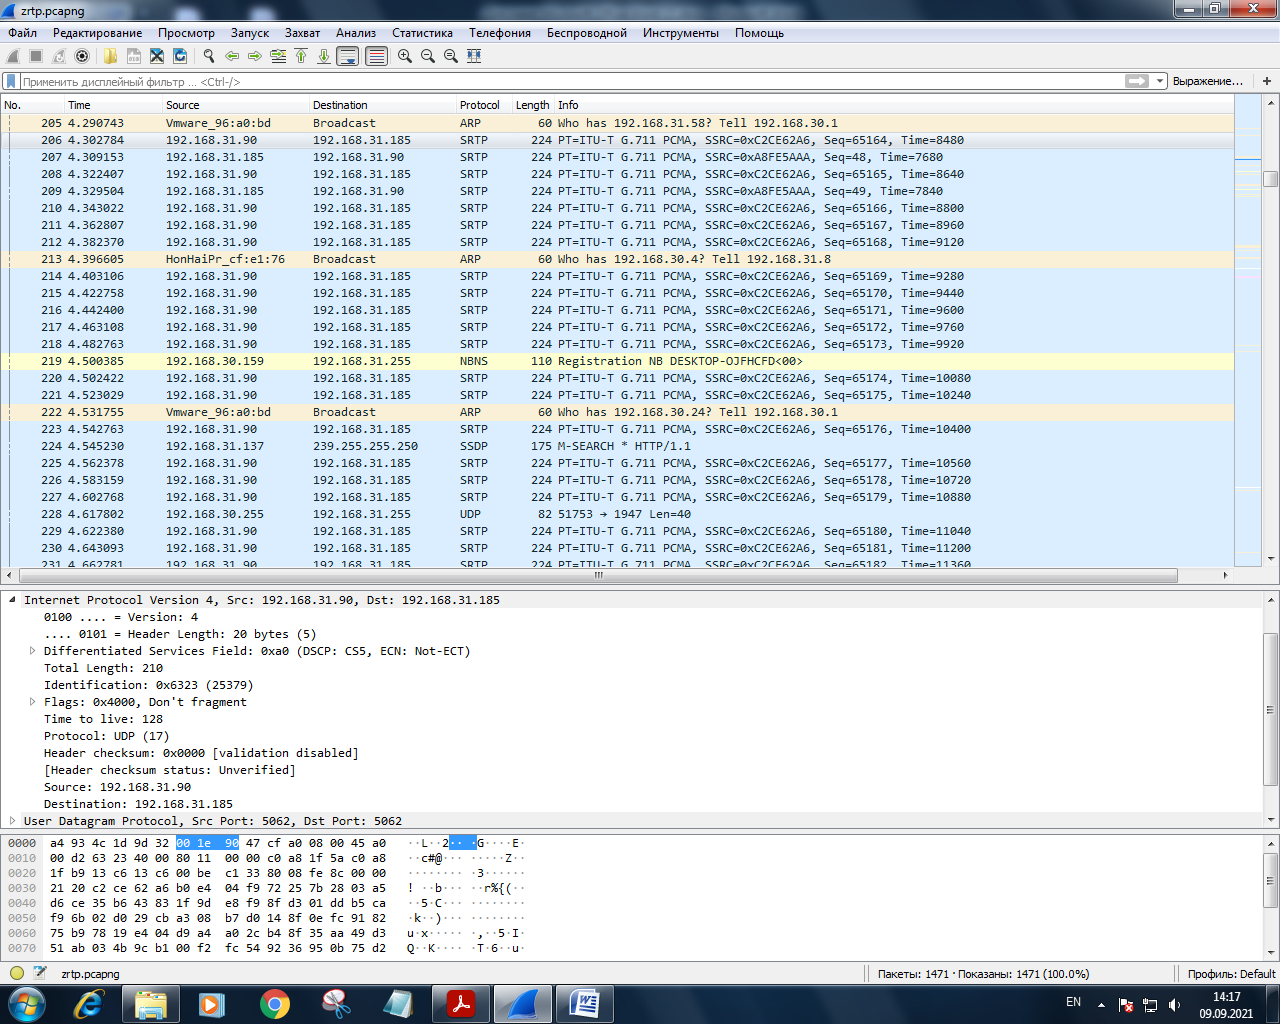 zrtp.pcapng
Файл Редактирование Просмотр Запуск Захват Анализ Статистика Телефония Беспроводной Инструменты Помощь
Применить дисплейный фильтр ... <Ctrl-/> Выражение... +
No. Time Source Destination Protocol Length Info
205 4.290743 Vmware_96:a0:bd Broadcast ARP 60 Who has 192.168.31.58? Tell 192.168.30.1
206 4.302784 192.168.31.90 192.168.31.185 SRTP 224 PT=ITU-T G.711 PCMA, SSRC=0xC2CE62A6, Seq=65164, Time=8480
207 4.309153 192.168.31.185 192.168.31.90 SRTP 224 PT=ITU-T G.711 PCMA, SSRC=0xA8FE5AAA, Seq=48, Time=7680
208 4.322407 192.168.31.90 192.168.31.185 SRTP 224 PT=ITU-T G.711 PCMA, SSRC=0xC2CE62A6, Seq=65165, Time=8640
209 4.329504 192.168.31.185 192.168.31.90 SRTP 224 PT=ITU-T G.711 PCMA, SSRC=0xA8FE5AAA, Seq=49, Time=7840
210 4.343022 192.168.31.90 192.168.31.185 SRTP 224 PT=ITU-T G.711 PCMA, SSRC=0xC2CE62A6, Seq=65166, Time=8800
211 4.362807 192.168.31.90 192.168.31.185 SRTP 224 PT=ITU-T G.711 PCMA, SSRC=0xC2CE62A6, Seq=65167, Time=8960
212 4.382370 192.168.31.90 192.168.31.185 SRTP 224 PT=ITU-T G.711 PCMA, SSRC=0xC2CE62A6, Seq=65168, Time=9120
213 4.396605 HonHaiPr_cf:e1:76 Broadcast ARP 60 Who has 192.168.30.4? Tell 192.168.31.8
214 4.403106 192.168.31.90 192.168.31.185 SRTP 224 PT=ITU-T G.711 PCMA, SSRC=0xC2CE62A6, Seq=65169, Time=9280
215 4.422758 192.168.31.90 192.168.31.185 SRTP 224 PT=ITU-T G.711 PCMA, SSRC=0xC2CE62A6, Seq=65170, Time=9440
216 4.442400 192.168.31.90 192.168.31.185 SRTP 224 PT=ITU-T G.711 PCMA, SSRC=0xC2CE62A6, Seq=65171, Time=9600
217 4.463108 192.168.31.90 192.168.31.185 SRTP 224 PT=ITU-T G.711 PCMA, SSRC=0xC2CE62A6, Seq=65172, Time=9760
218 4.482763 192.168.31.90 192.168.31.185 SRTP 224 PT=ITU-T G.711 PCMA, SSRC=0xC2CE62A6, Seq=65173, Time=9920
219 4.500385 192.168.30.159 192.168.31.255 NBNS 110 Registration NB DESKTOP-OJFHCFD<00>
220 4.502422 192.168.31.90 192.168.31.185 SRTP 224 PT=ITU-T G.711 PCMA, SSRC=0xC2CE62A6, Seq=65174, Time=10080
221 4.523029 192.168.31.90 192.168.31.185 SRTP 224 PT=ITU-T G.711 PCMA, SSRC=0xC2CE62A6, Seq=65175, Time=10240
222 4.531755 Vmware_96:a0:bd Broadcast ARP 60 Who has 192.168.30.24? Tell 192.168.30.1
223 4.542763 192.168.31.90 192.168.31.185 SRTP 224 PT=ITU-T G.711 PCMA, SSRC=0xC2CE62A6, Seq=65176, Time=10400
224 4.545230 192.168.31.137 239.255.255.250 SSDP 175 M-SEARCH * HTTP/1.1
225 4.562378 192.168.31.90 192.168.31.185 SRTP 224 PT=ITU-T G.711 PCMA, SSRC=0xC2CE62A6, Seq=65177, Time=10560
226 4.583159 192.168.31.90 192.168.31.185 SRTP 224 PT=ITU-T G.711 PCMA, SSRC=0xC2CE62A6, Seq=65178, Time=10720
227 4.602768 192.168.31.90 192.168.31.185 SRTP 224 PT=ITU-T G.711 PCMA, SSRC=0xC2CE62A6, Seq=65179, Time=10880
228 4.617802 192.168.30.255 192.168.31.255 UDP 82 51753 → 1947 Len=40
229 4.622380 192.168.31.90 192.168.31.185 SRTP 224 PT=ITU-T G.711 PCMA, SSRC=0xC2CE62A6, Seq=65180, Time=11040
230 4.643093 192.168.31.90 192.168.31.185 SRTP 224 PT=ITU-T G.711 PCMA, SSRC=0xC2CE62A6, Seq=65181, Time=11200
231 4.662781 192.168.31.90 192.168.31.185 SRTP 224 PT=ITU-T G.711 PCMA, SSRC=0xC2CE62A6, Seq=65182, Time=11360
Internet Protocol Version 4, Src: 192.168.31.90, Dst: 192.168.31.185
0100 .... = Version: 4
.... 0101 = Header Length: 20 bytes (5)
Differentiated Services Field: 0xa0 (DSCP: CS5, ECN: Not-ECT)
Total Length: 210
Identification: 0x6323 (25379)
Flags: 0x4000, Don't fragment
Time to live: 128
Protocol: UDP (17)
Header checksum: 0x0000 [validation disabled]
[Header checksum status: Unverified]
Source: 192.168.31.90
Destination: 192.168.31.185
User Datagram Protocol, Src Port: 5062, Dst Port: 5062
0000 a4 93 4c 1d 9d 32 00 1e 90 47 cf a0 08 00 45 a0 ··L··2·· ·G····E·
0010 00 d2 63 23 40 00 80 11 00 00 c0 a8 1f 5a c0 a8 ··c#@··· ·····Z··
0020 1f b9 13 c6 13 c6 00 be c1 33 80 08 fe 8c 00 00 ········ ·3······
0030 21 20 c2 ce 62 a6 b0 e4 04 f9 72 25 7b 28 03 a5 ! ··b··· ··r%{(··
0040 d6 ce 35 b6 43 83 1f 9d e8 f9 8f d3 01 dd b5 ca ··5·C··· ········
0050 f9 6b 02 d0 29 cb a3 08 b7 d0 14 8f 0e fc 91 82 ·k··)··· ········
0060 75 b9 78 19 e4 04 d9 a4 a0 2c b4 8f 35 aa 49 d3 u·x····· ·,··5·I·
0070 51 ab 03 4b 9c b1 00 f2 fc 54 92 36 95 0b 75 d2 Q··K···· ·T·6··u·
zrtp.pcapng Пакеты: 1471 · Показаны: 1471 (100.0%) Профиль: Default
EN 14:17
09.09.2021